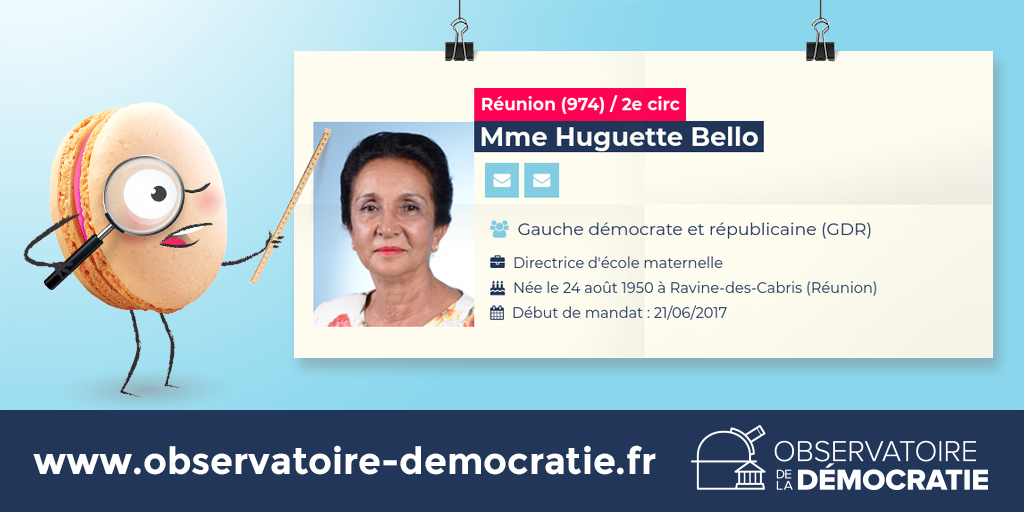 Réunion (974) / 2e circ
Mme Huguette Bello
Gauche démocrate et républicaine (GDR)
Directrice d'école maternelle
Née le 24 août 1950 à Ravine-des-Cabris (Réunion)
Début de mandat : 21/06/2017
www.observatoire-democratie.fr
OBSERVATOIRE
DE LA DÉMOCRATIE